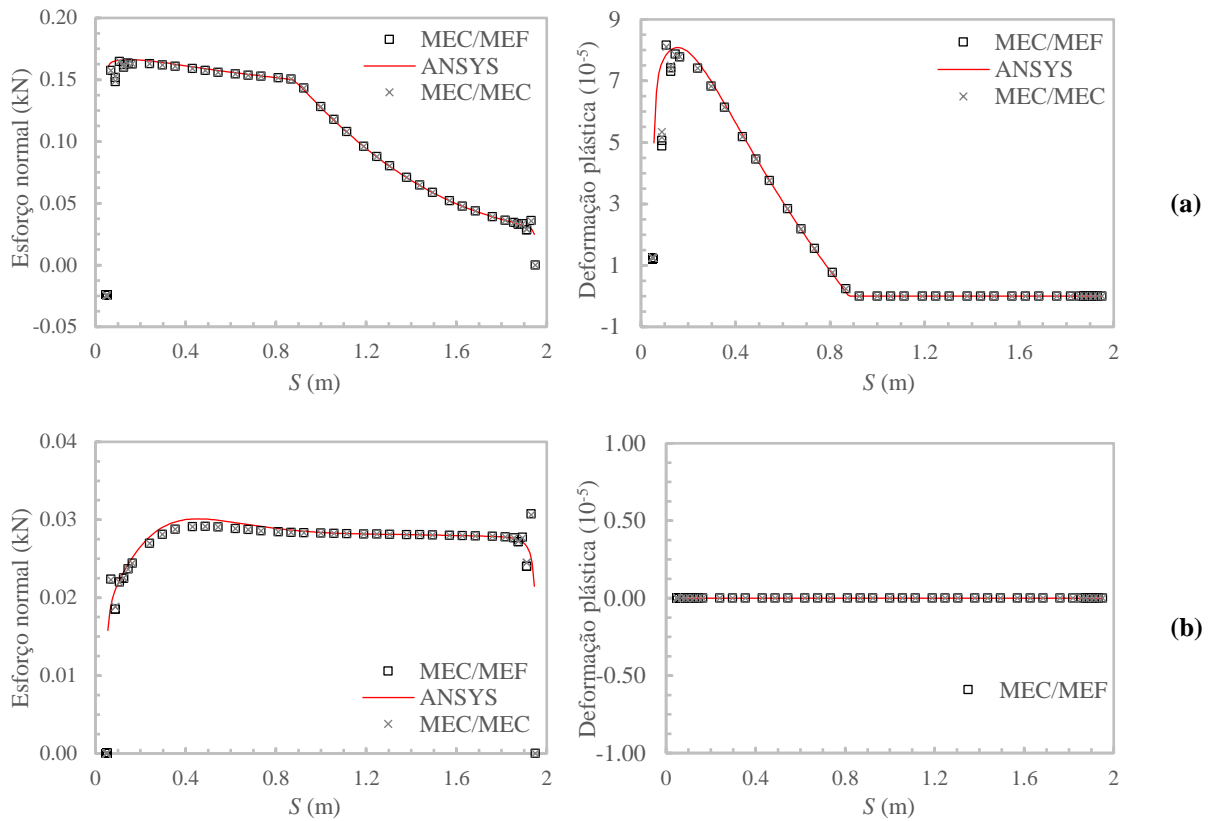 Esforço normal (kN)
0.20
0.15
0.10
0.05
0.00
-0.05
0
0.4
0.8
1.2
1.6
2
S (m)
MEC/MEF
ANSYS
MEC/MEC
Deformação plástica (10-5)
9
7
5
3
1
-1
0
0.4
0.8
1.2
1.6
2
S (m)
MEC/MEF
ANSYS
MEC/MEC
(a)
Esforço normal (kN)
0.04
0.03
0.02
0.01
0.00
0
0.4
0.8
1.2
1.6
2
S (m)
MEC/MEF
ANSYS
MEC/MEC
Deformação plástica (10-5)
1.00
0.50
0.00
-0.50
-1.00
0
0.4
0.8
1.2
1.6
2
S (m)
MEC/MEF
(b)